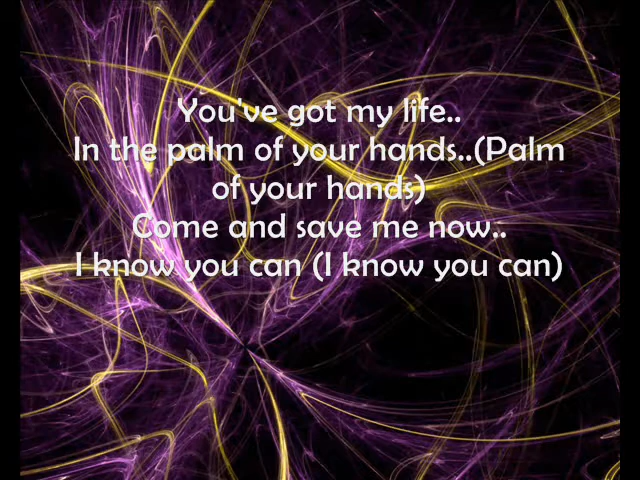 You've got my life..
In the palm of your hands..(Palm
of your hands)
Come and save me now..
I know you can (I know you can)